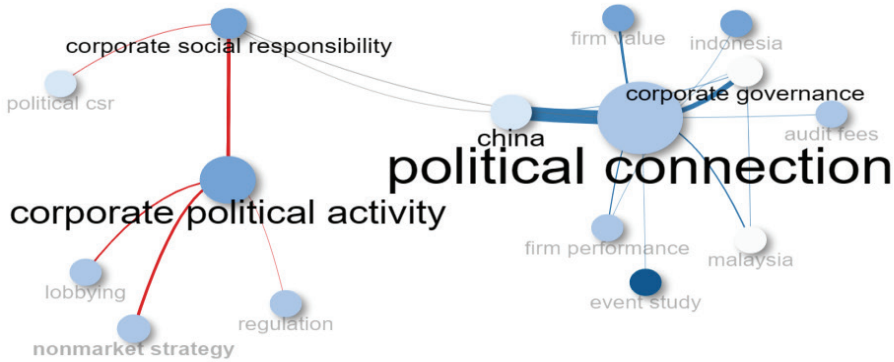 firm value
indonesia
corporate social responsibility
corporate governance
political csr
china
audit fees
political connection
corporate political activity
firm performance
malaysia
lobbying
event study
regulation
nonmarket strategy